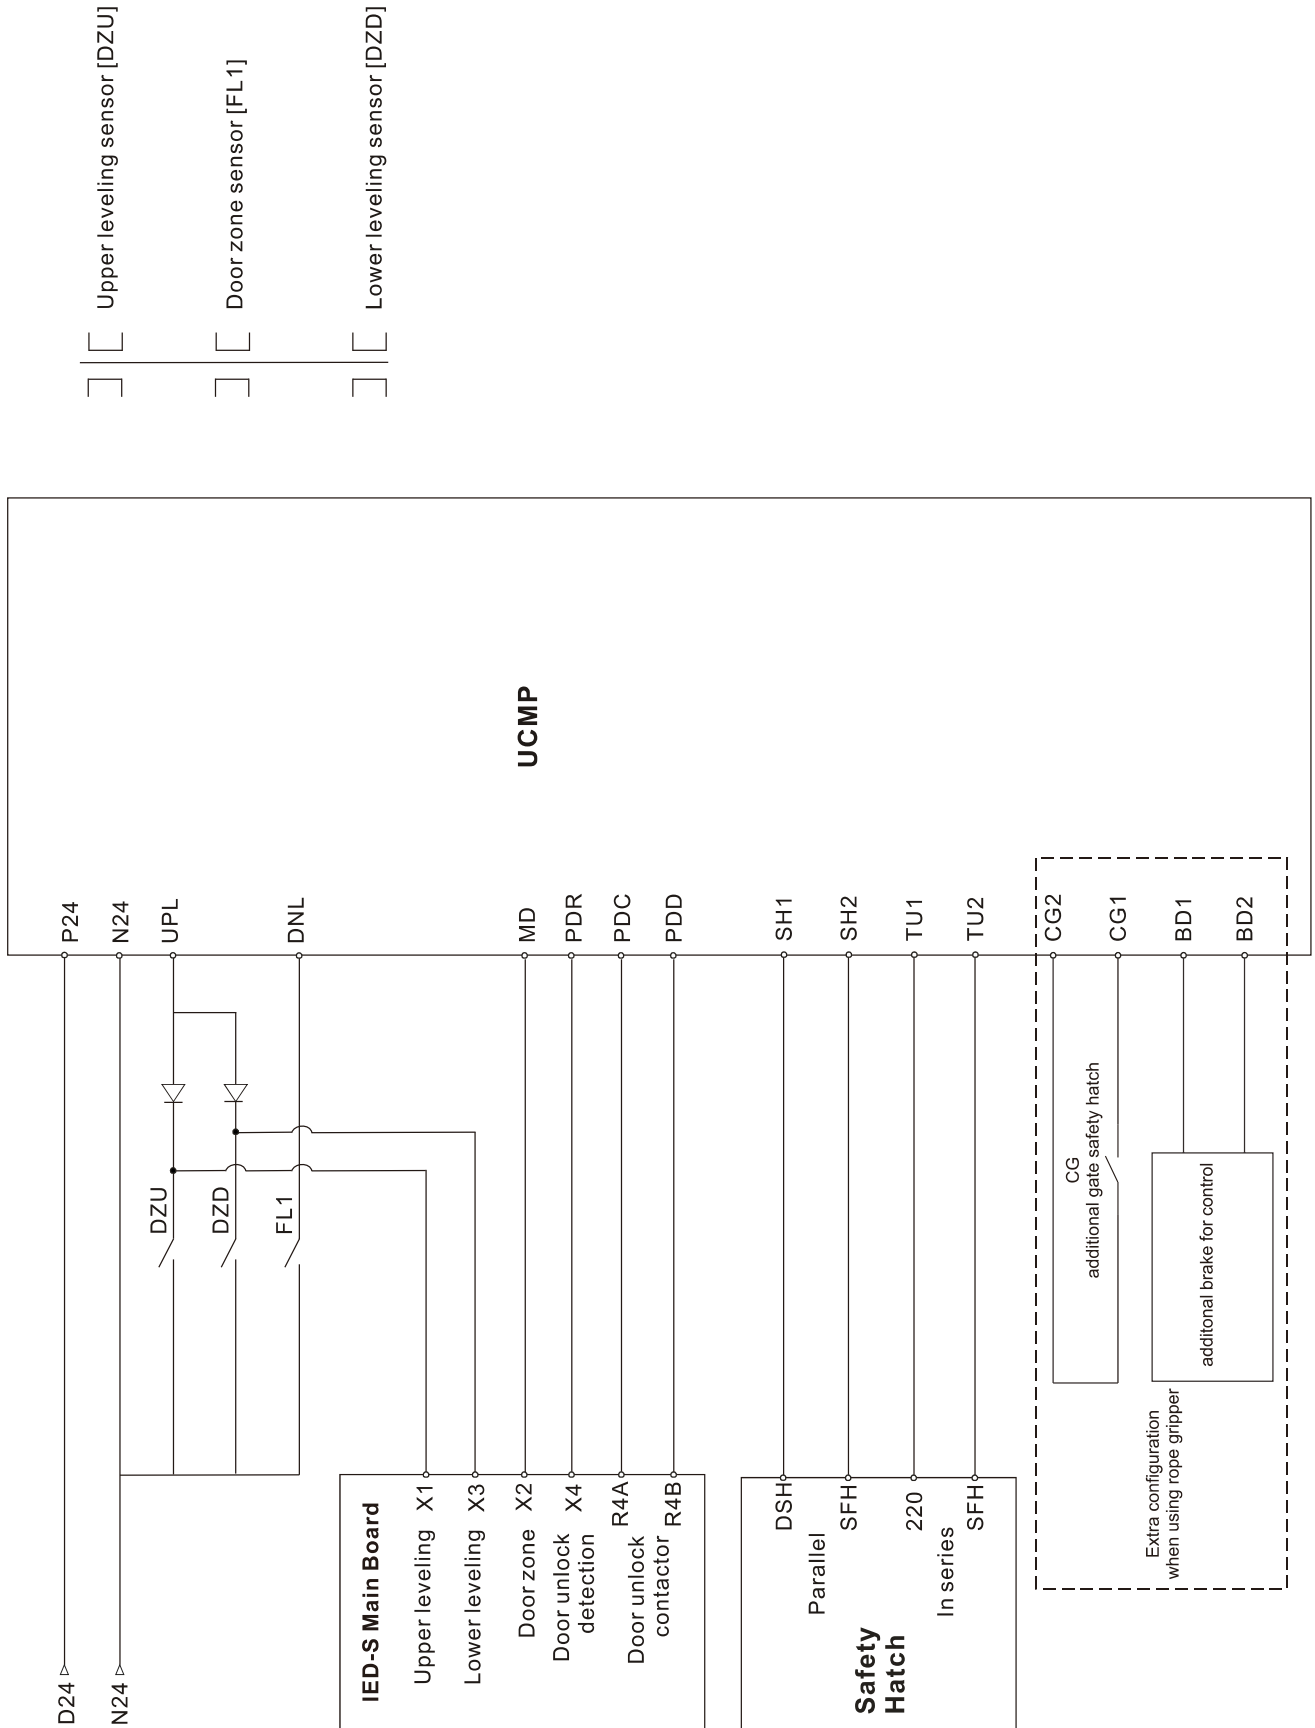 Upper leveling sensor [DZU]
Door zone sensor [FL1]
Lower leveling sensor [DZD]
UCMP
P24
N24
UPL
DNL
MD
PDR
PDC
PDD
SH1
SH2
TU1
TU2
CG2
CG1
BD1
BD2
DZU
DZD
FL1
CG
additional gate safety hatch
additonal brake for control
Extra configuration
when using rope gripper
D24
N24
IED-S Main Board
Upper leveling X1
Lower leveling X3
Door zone X2
Door unlock
detection
X4
R4A
Door unlock
contactor
R4B
DSH
Parallel
SFH
220
In series
SFH
Safety
Hatch